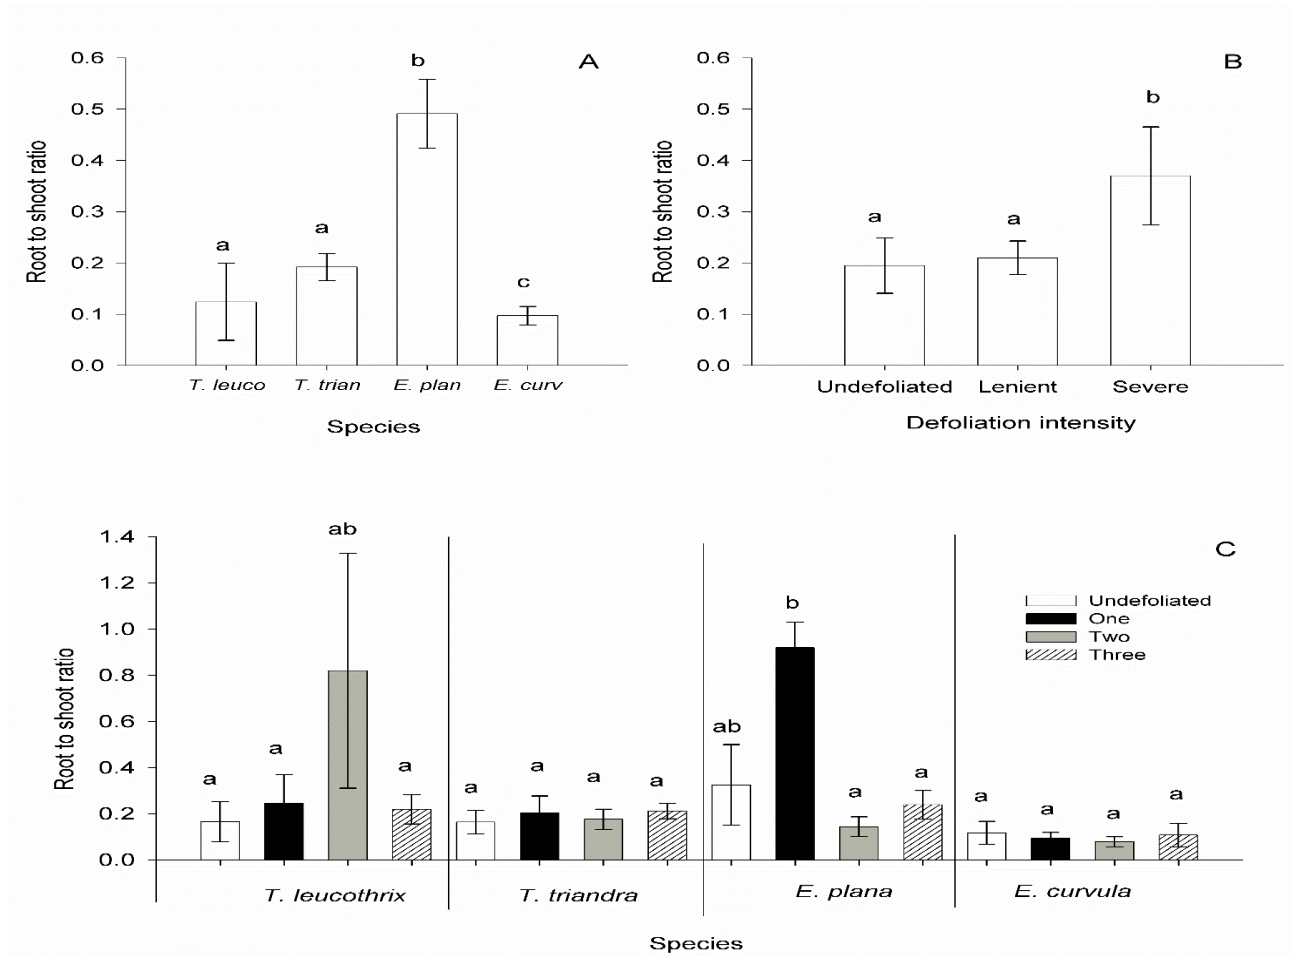 A
0.6
0.5
0.4
0.3
0.2
0.1
0.0
Root to shoot ratio
a
a
b
c
T. leuco T. trian E. plan E. curv
Species
B
0.6
0.5
0.4
0.3
0.2
0.1
0.0
Root to shoot ratio
a
a
b
Undefoliated Lenient Severe
Defoliation intensity
C
1.4
1.2
1.0
0.8
0.6
0.4
0.2
0.0
Root to shoot ratio
a
a
ab
a
a
a
a
a
ab
b
a
a
a
a
a
a
Undefoliated
One
Two
Three
T. leucothrix T. triandra E. plana E. curvula
Species